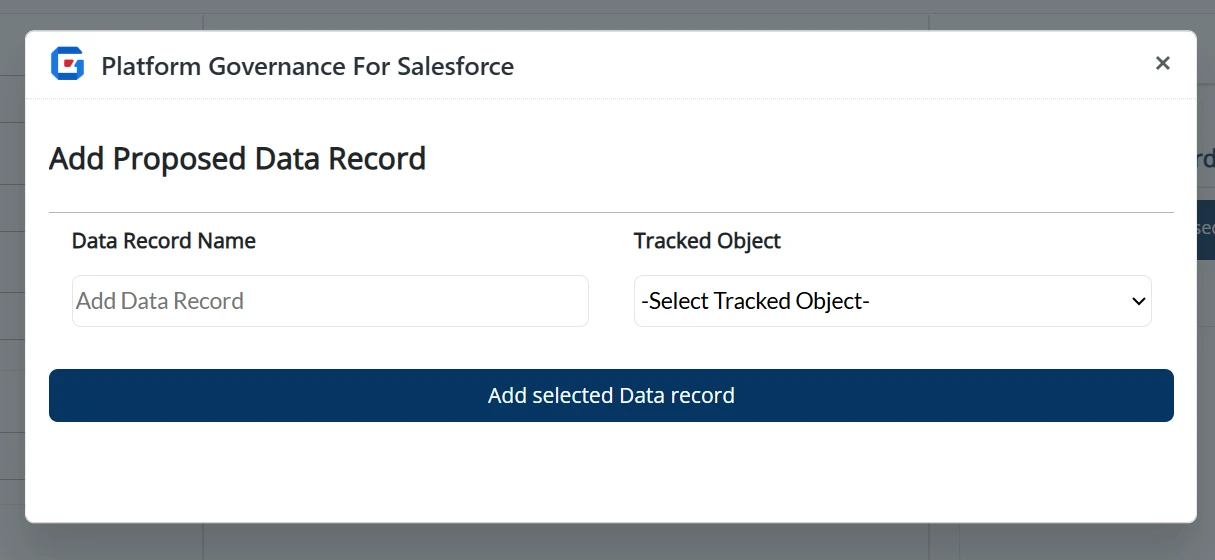 Platform Governance For Salesforce
×
Add Proposed Data Record
Data Record Name
Tracked Object
Add Data Record
-Select Tracked Object-
Add selected Data record